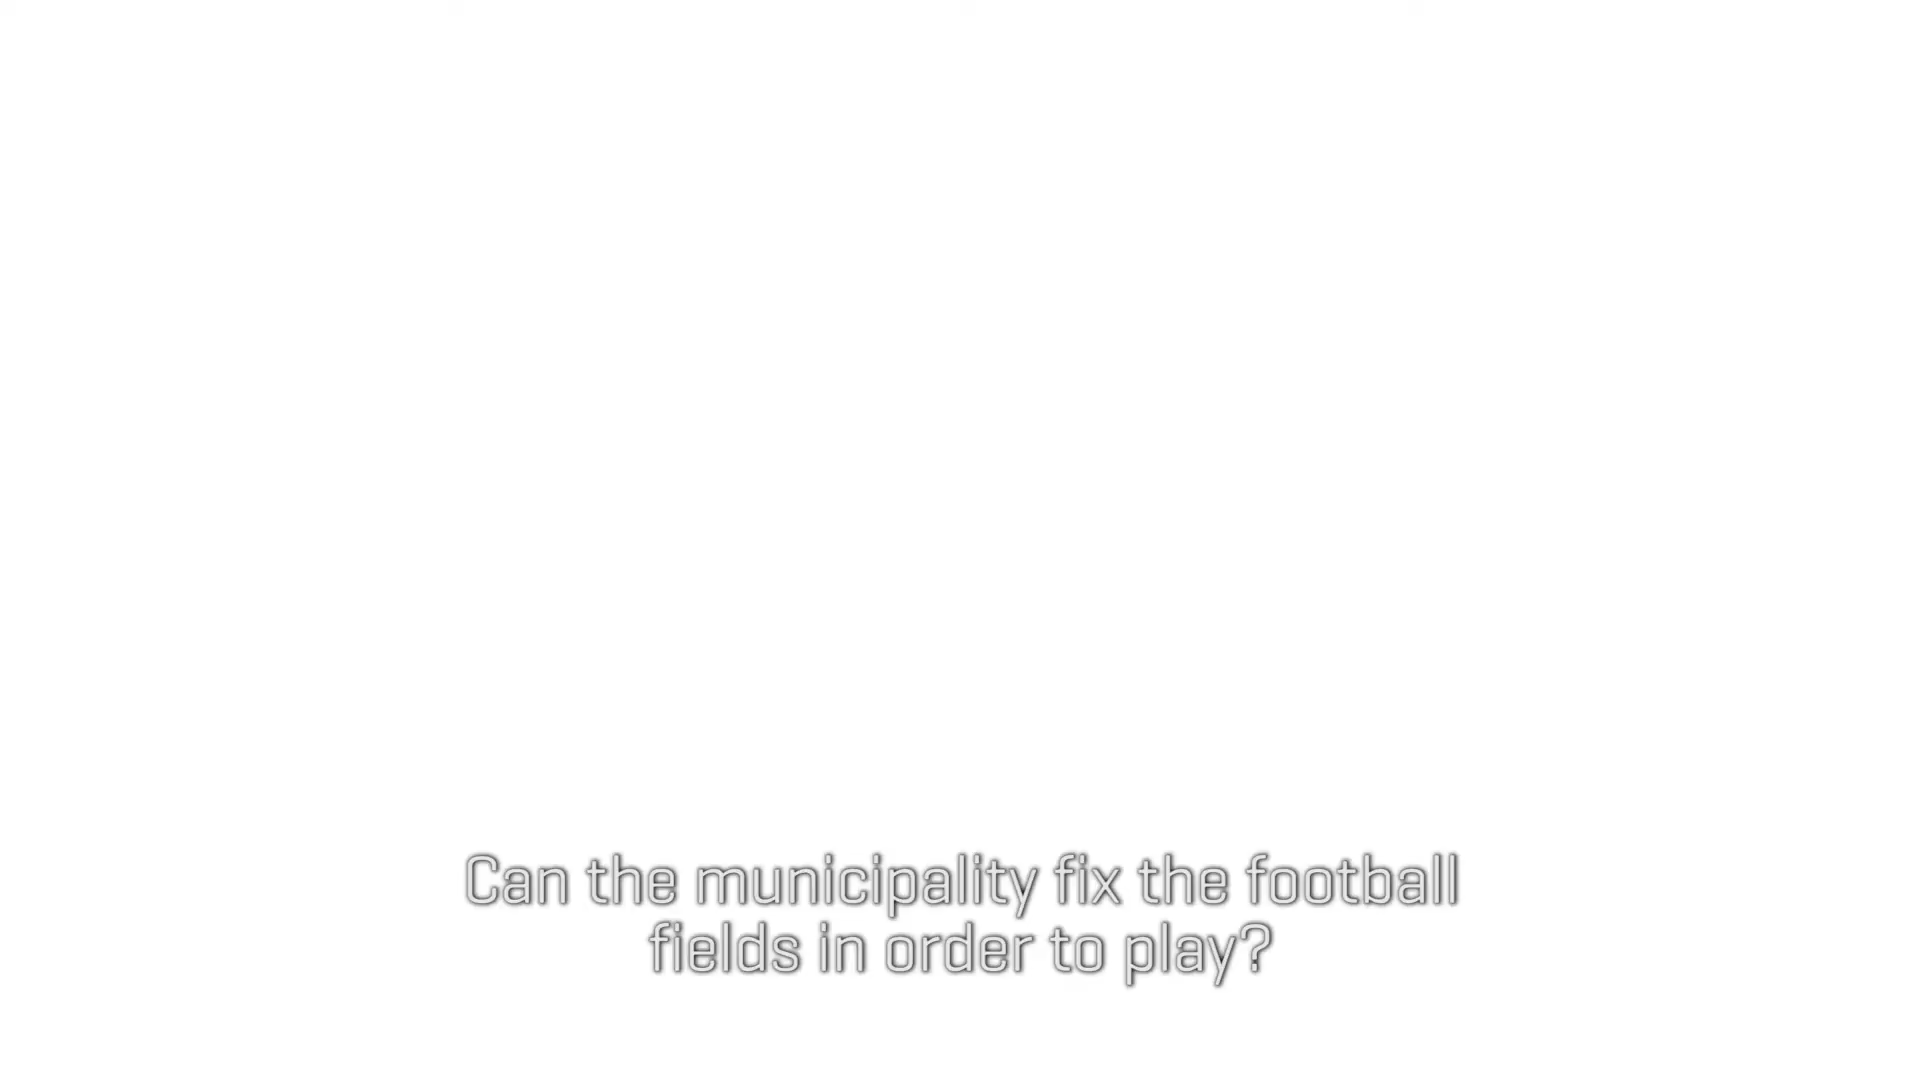 Can the municipality fix the football
fields in order to play?